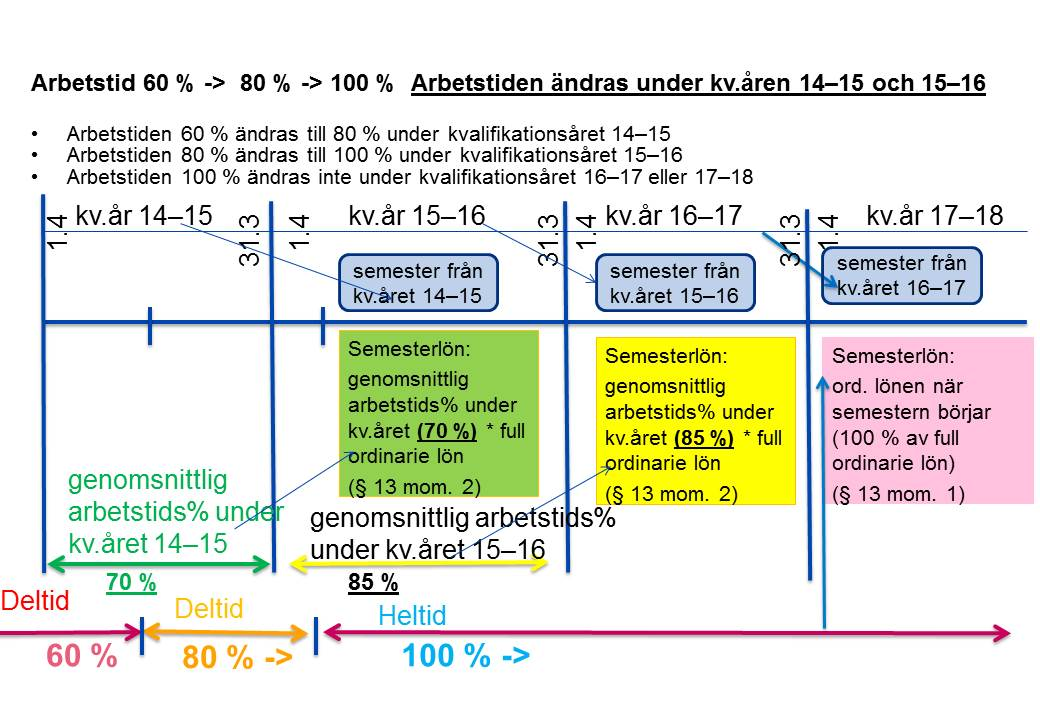 Arbetstid 60 % -> 80 % -> 100 % Arbetstiden ändras under kv.åren 14–15 och 15–16
• Arbetstiden 60 % ändras till 80 % under kvalifikationsåret 14–15
• Arbetstiden 80 % ändras till 100 % under kvalifikationsåret 15–16
• Arbetstiden 100 % ändras inte under kvalifikationsåret 16–17 eller 17–18
1.4
kv.år 14–15
31.3
1.4
kv.år 15–16
31.3
1.4
kv.år 16–17
31.3
1.4
kv.år 17–18
semester från
kv.året 14–15
semester från
kv.året 15–16
semester från
kv.året 16–17
Semesterlön:
genomsnittlig
arbetstids% under
kv.året (70 %) * full
ordinarie lön
(§ 13 mom. 2)
Semesterlön:
genomsnittlig
arbetstids% under
kv.året (85 %) * full
ordinarie lön
(§ 13 mom. 2)
Semesterlön:
ord. lönen när
semestern börjar
(100 % av full
ordinarie lön)
(§ 13 mom. 1)
genomsnittlig
arbetstids% under
kv.året 14–15
70 %
genomsnittlig arbetstids%
under kv.året 15–16
85 %
Deltid
60 %
Deltid
80 % ->
Heltid
100 % ->